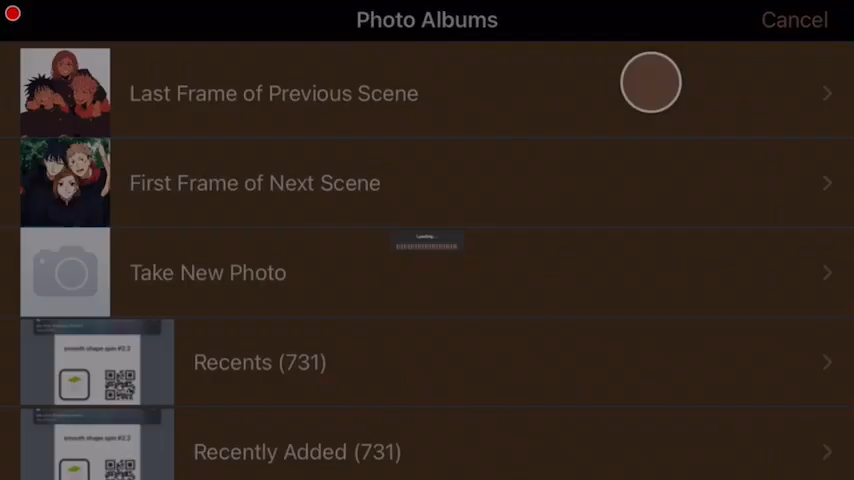 Photo Albums
Cancel
Last Frame of Previous Scene
First Frame of Next Scene
Loading...
Take New Photo
smooth shape spin #2.2
Recents (731)
smooth shape spin #2.2
Recently Added (731)